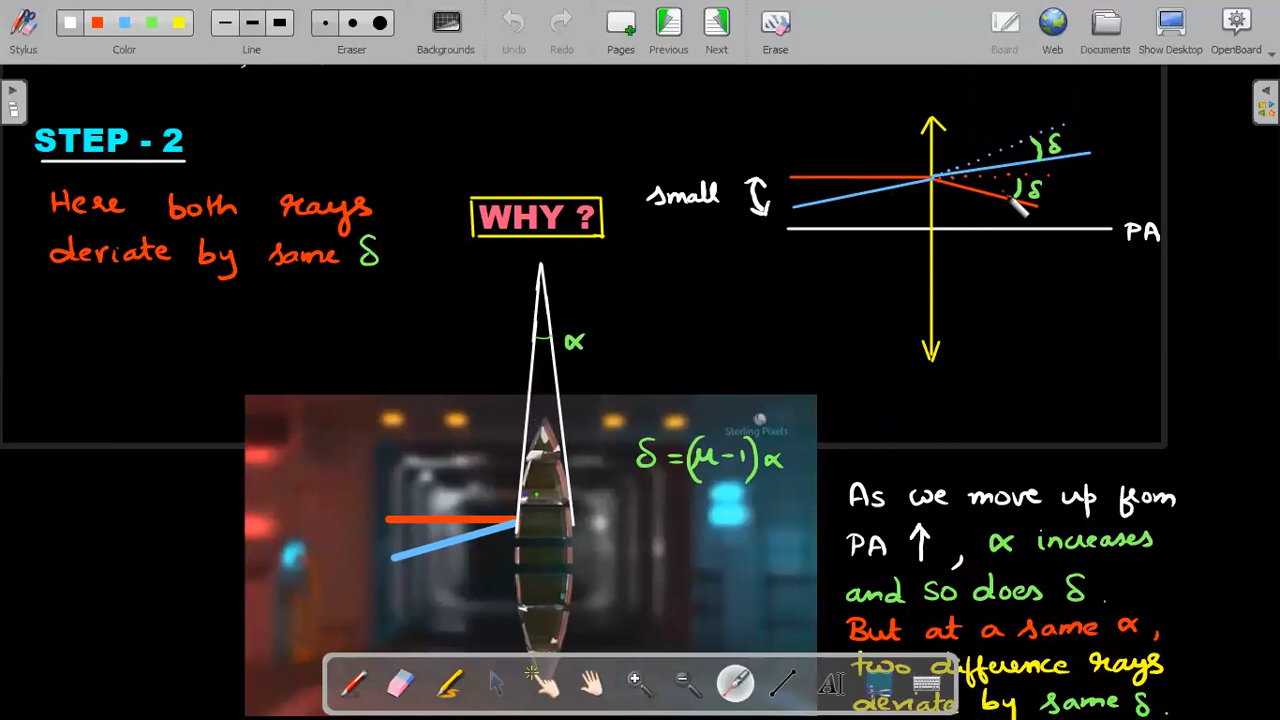 Stylus
Color
Line
Eraser
Backgrounds
Undo
Redo
Pages
Previous
Next
Erase
Board
Web
Documents
Show Desktop
OpenBoard
STEP - 2
Here both rays
deviate by same δ
WHY ?
α
small
δ
δ
PA
Sterling Pixels
δ = (μ-1) α
As we move up from
PA ↑, α increases
and so does δ.
But at a same α,
two difference rays
deviate by same δ.